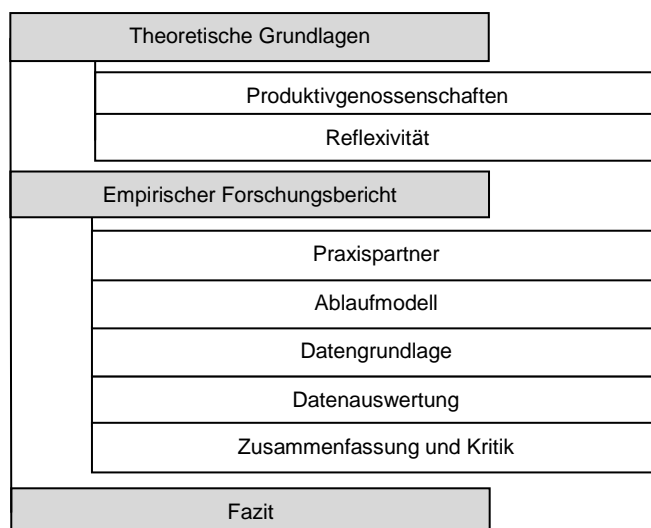 Theoretische Grundlagen
Produktivgenossenschaften
Reflexivität
Empirischer Forschungsbericht
Praxispartner
Ablaufmodell
Datengrundlage
Datenauswertung
Zusammenfassung und Kritik
Fazit